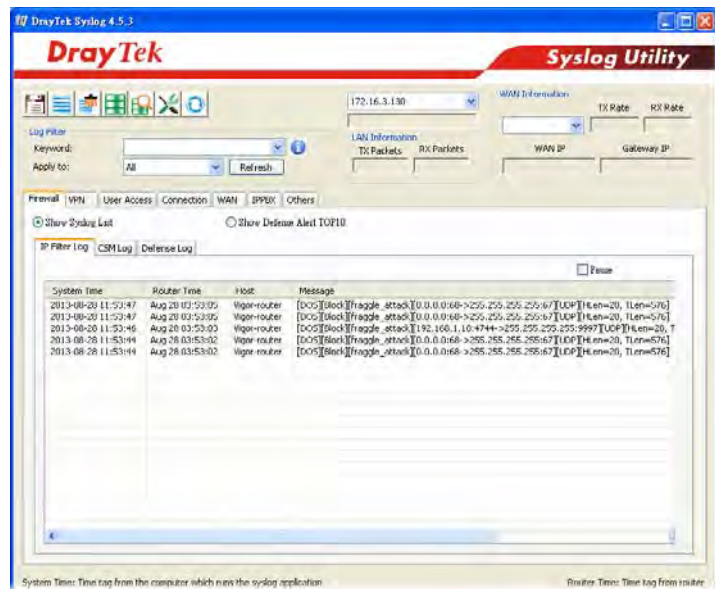 DrayTek Syslog 4.5.3
DrayTek
Syslog Utility
172.16.3.130
WAN Information
TX Rate RX Rate
Log Filter
Keyword:
LAN Information
TX Packets RX Packets
WAN IP Gateway IP
Apply to: All Refresh
Firewall VPN User Access Connection WAN IPPBX Others
Show Syslog List Show Defense Alert TOP10
IP Filter Log CSM Log Defense Log
Pause
System Time Router Time Host Message
2013-08-28 11:53:47 Aug 28 03:53:05 Vigor-router [DOS][Block][fraggle_attack][0.0.0.0:68->255.255.255.255:67][UDP][HLen=20, TLen=576]
2013-08-28 11:53:47 Aug 28 03:53:05 Vigor-router [DOS][Block][fraggle_attack][0.0.0.0:68->255.255.255.255:67][UDP][HLen=20, TLen=576]
2013-08-28 11:53:46 Aug 28 03:53:03 Vigor-router [DOS][Block][fraggle_attack][192.168.1.10:4744->255.255.255.255:9997][UDP][HLen=20, T
2013-08-28 11:53:44 Aug 28 03:53:02 Vigor-router [DOS][Block][fraggle_attack][0.0.0.0:68->255.255.255.255:67][UDP][HLen=20, TLen=576]
2013-08-28 11:53:44 Aug 28 03:53:02 Vigor-router [DOS][Block][fraggle_attack][0.0.0.0:68->255.255.255.255:67][UDP][HLen=20, TLen=576]
System Time: Time tag from the computer which runs the syslog application Router Time: Time tag from router